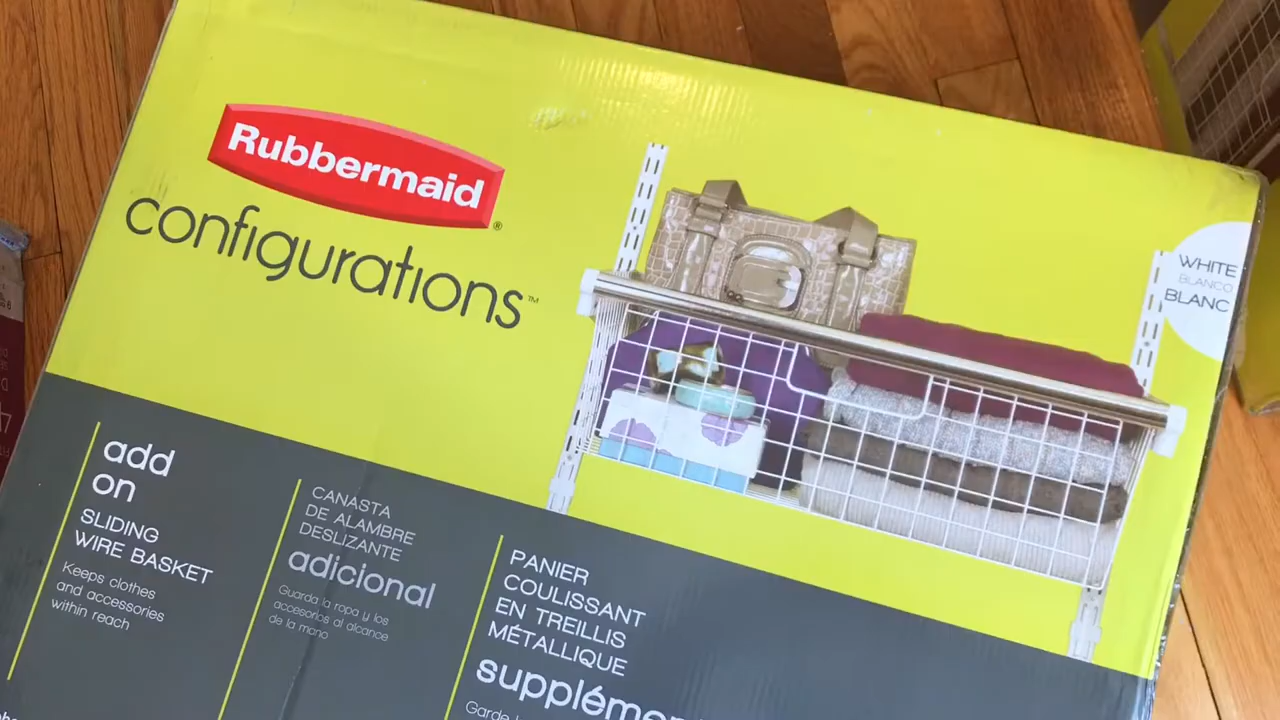 Rubbermaid®
configurations™
WHITE
BLANCO
BLANC
add
on
SLIDING
WIRE BASKET
Keeps clothes
and accessories
within reach
CANASTA
DE ALAMBRE
DESLIZANTE
adicional
Guarda la ropa y los
accesorios al alcance
de la mano
PANIER
COULISSANT
EN TREILLIS
MÉTALLIQUE
supplémen
Garde